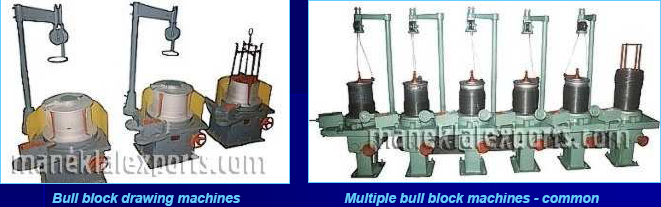 maneklalexports.com
maneklalexports.com
Bull block drawing machines
Multiple bull block machines - common